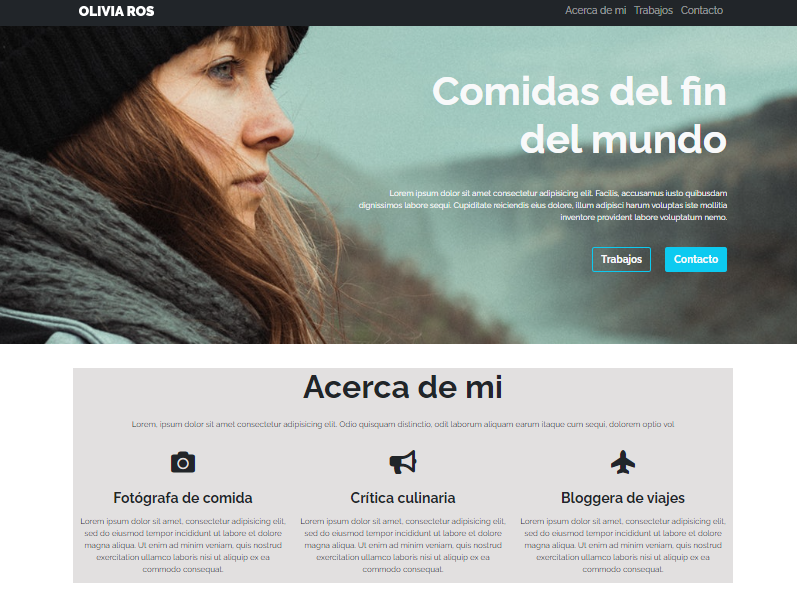 OLIVIA ROS
Acerca de mi Trabajos Contacto
Comidas del fin
del mundo
Lorem ipsum dolor sit amet consectetur adipisicing elit. Facilis, accusamus iusto quibusdam
dignissimos labore sequi. Cupiditate reiciendis eius dolore, illum adipisci harum voluptas iste mollitia
inventore provident labore voluptatum nemo.
Trabajos Contacto
Acerca de mi
Lorem, ipsum dolor sit amet consectetur adipisicing elit. Odio quisquam distinctio, odit laborum aliquam earum itaque cum sequi, dolorem optio vol
Fotógrafa de comida
Lorem ipsum dolor sit amet, consectetur adipisicing elit,
sed do eiusmod tempor incididunt ut labore et dolore
magna aliqua. Ut enim ad minim veniam, quis nostrud
exercitation ullamco laboris nisi ut aliquip ex ea
commodo consequat.
Crítica culinaria
Lorem ipsum dolor sit amet, consectetur adipisicing elit,
sed do eiusmod tempor incididunt ut labore et dolore
magna aliqua. Ut enim ad minim veniam, quis nostrud
exercitation ullamco laboris nisi ut aliquip ex ea
commodo consequat.
Bloggera de viajes
Lorem ipsum dolor sit amet, consectetur adipisicing elit,
sed do eiusmod tempor incididunt ut labore et dolore
magna aliqua. Ut enim ad minim veniam, quis nostrud
exercitation ullamco laboris nisi ut aliquip ex ea
commodo consequat.